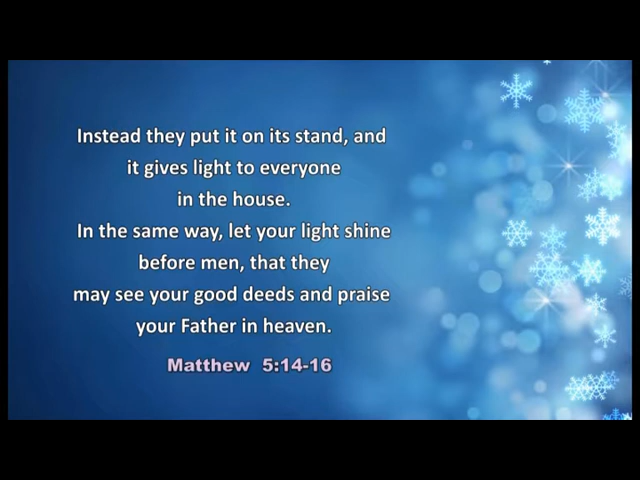 Instead they put it on its stand, and
it gives light to everyone
in the house.
In the same way, let your light shine
before men, that they
may see your good deeds and praise
your Father in heaven.
Matthew 5:14-16